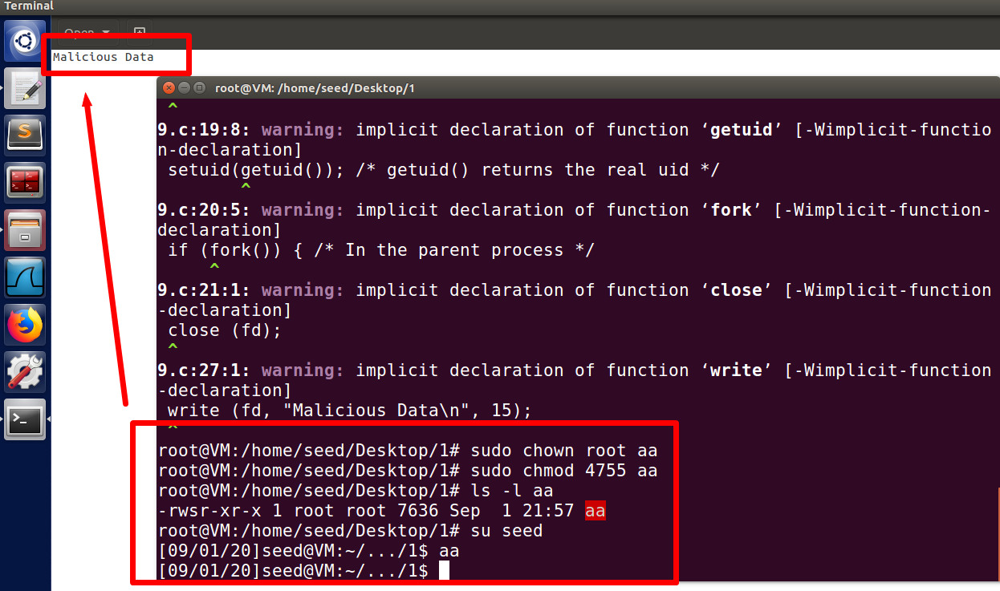 Terminal
Open
Malicious Data
root@VM: /home/seed/Desktop/1
^
9.c:19:8: warning: implicit declaration of function ‘getuid’ [-Wimplicit-functio
n-declaration]
setuid(getuid()); /* getuid() returns the real uid */
^
9.c:20:5: warning: implicit declaration of function ‘fork’ [-Wimplicit-function-
declaration]
if (fork()) { /* In the parent process */
^
9.c:21:1: warning: implicit declaration of function ‘close’ [-Wimplicit-function
-declaration]
close (fd);
^
9.c:27:1: warning: implicit declaration of function ‘write’ [-Wimplicit-function
-declaration]
write (fd, "Malicious Data\n", 15);
^
root@VM:/home/seed/Desktop/1# sudo chown root aa
root@VM:/home/seed/Desktop/1# sudo chmod 4755 aa
root@VM:/home/seed/Desktop/1# ls -l aa
-rwsr-xr-x 1 root root 7636 Sep  1 21:57 aa
root@VM:/home/seed/Desktop/1# su seed
[09/01/20]seed@VM:~/.../1$ aa
[09/01/20]seed@VM:~/.../1$